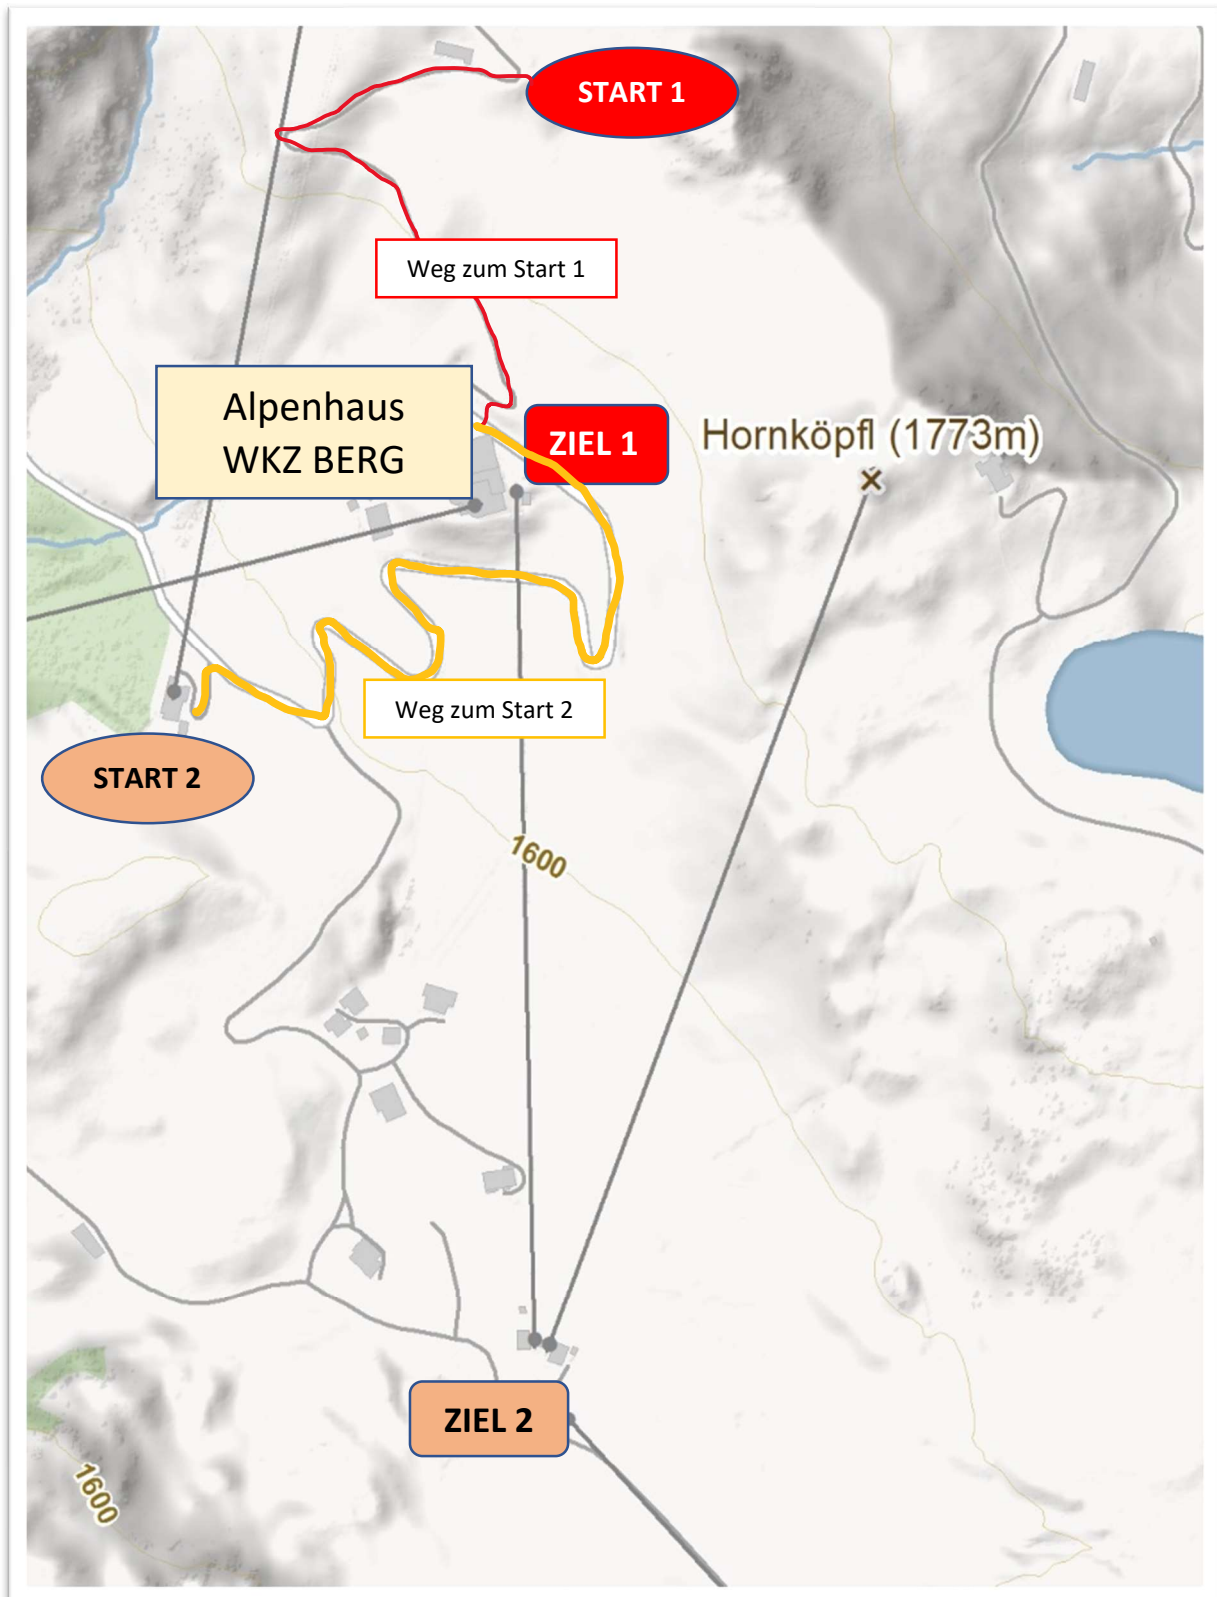 START 1
Weg zum Start 1
Alpenhaus
WKZ BERG
ZIEL 1
Hornköpfl (1773m)
Weg zum Start 2
START 2
1600
ZIEL 2
1600